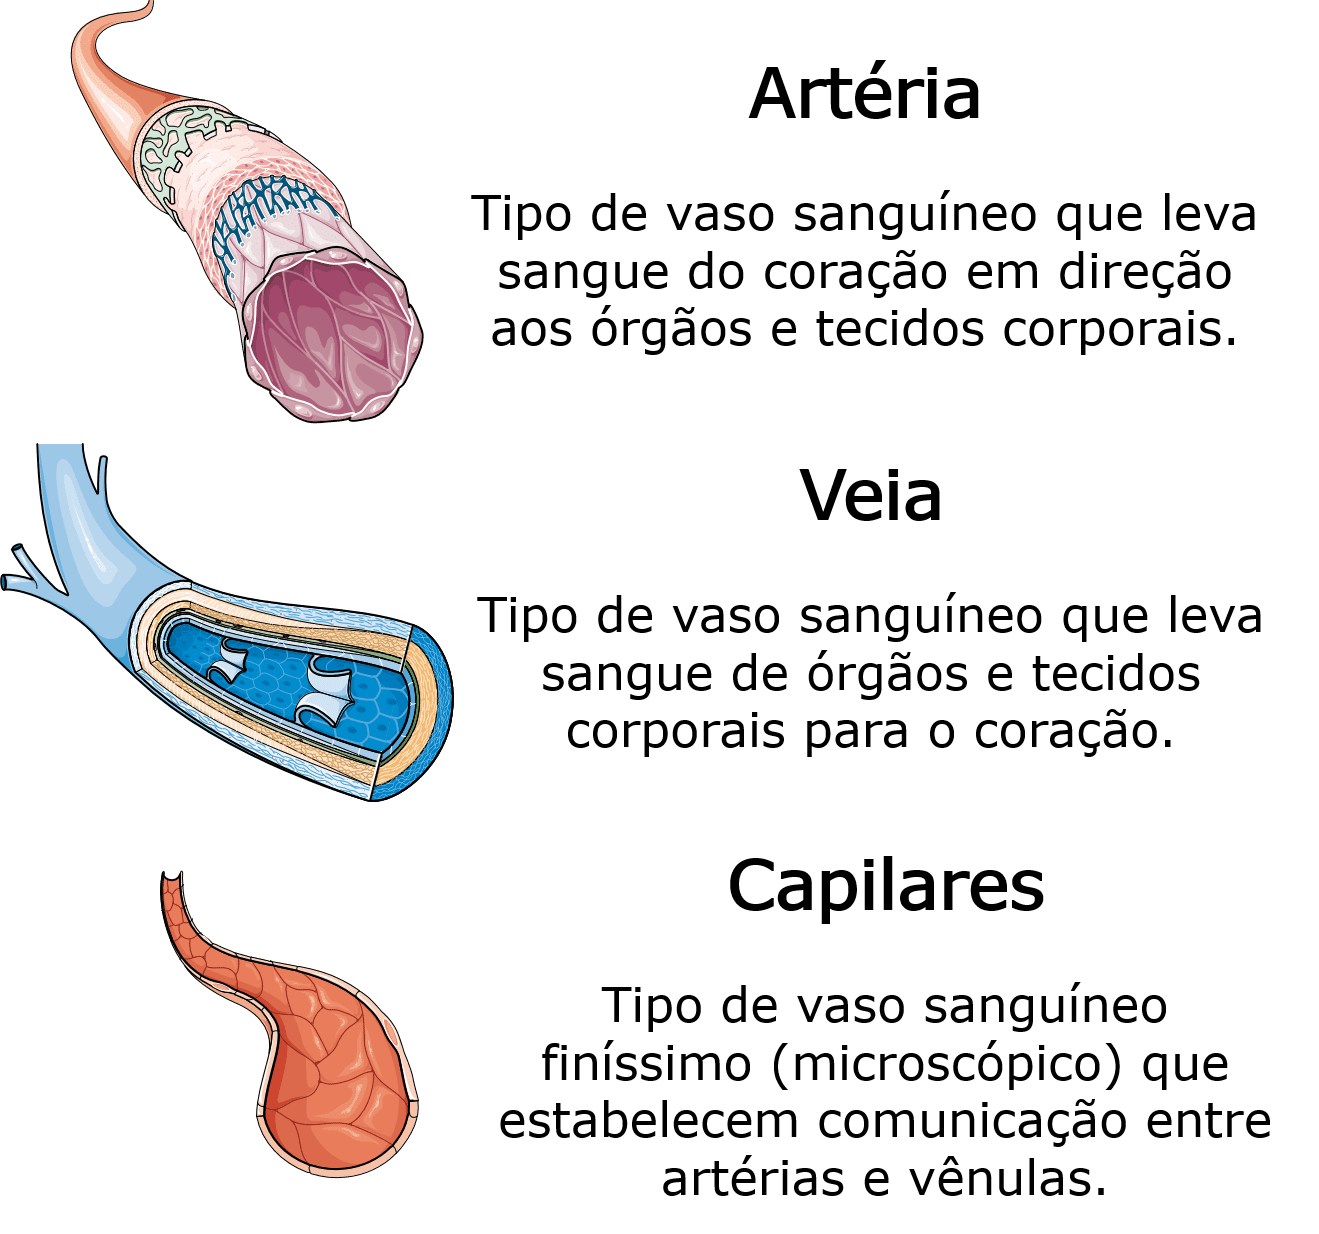 Artéria
Tipo de vaso sanguíneo que leva
sangue do coração em direção
aos órgãos e tecidos corporais.
Veia
Tipo de vaso sanguíneo que leva
sangue de órgãos e tecidos
corporais para o coração.
Capilares
Tipo de vaso sanguíneo
finíssimo (microscópico) que
estabelecem comunicação entre
artérias e vênulas.